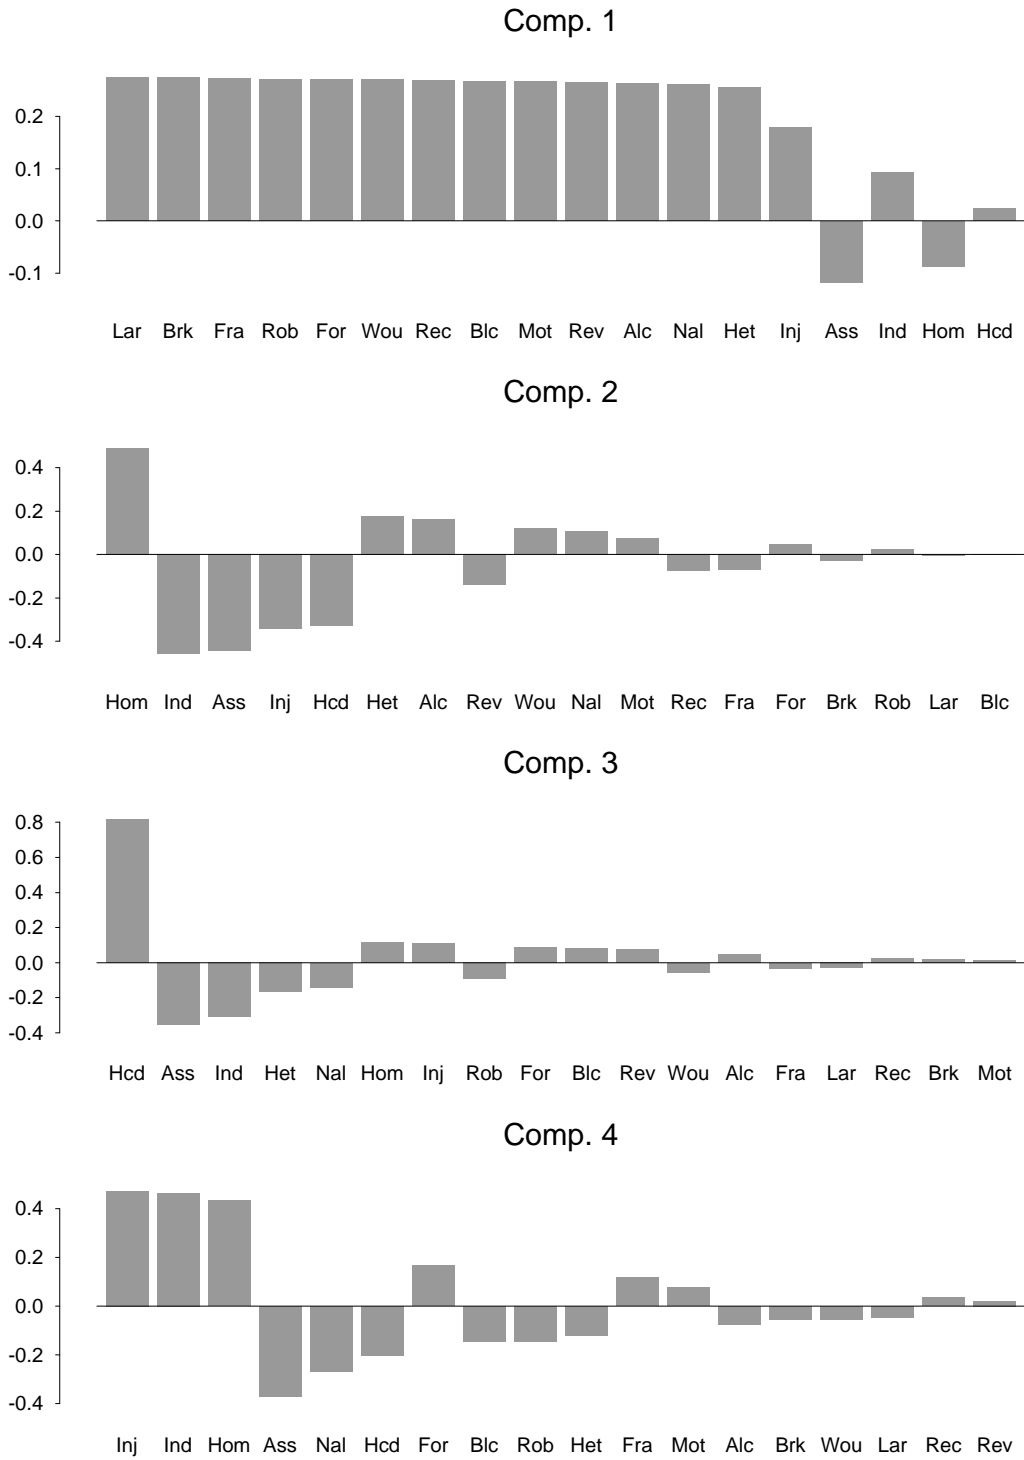 Comp. 1
0.2
0.1
0.0
-0.1
Lar Brk Fra Rob For Wou Rec Blc Mot Rev Alc Nal Het Inj Ass Ind Hom Hcd
Comp. 2
0.4
0.2
0.0
-0.2
-0.4
Hom Ind Ass Inj Hcd Het Alc Rev Wou Nal Mot Rec Fra For Brk Rob Lar Blc
Comp. 3
0.8
0.6
0.4
0.2
0.0
-0.2
-0.4
Hcd Ass Ind Het Nal Hom Inj Rob For Blc Rev Wou Alc Fra Lar Rec Brk Mot
Comp. 4
0.4
0.2
0.0
-0.2
-0.4
Inj Ind Hom Ass Nal Hcd For Blc Rob Het Fra Mot Alc Brk Wou Lar Rec Rev